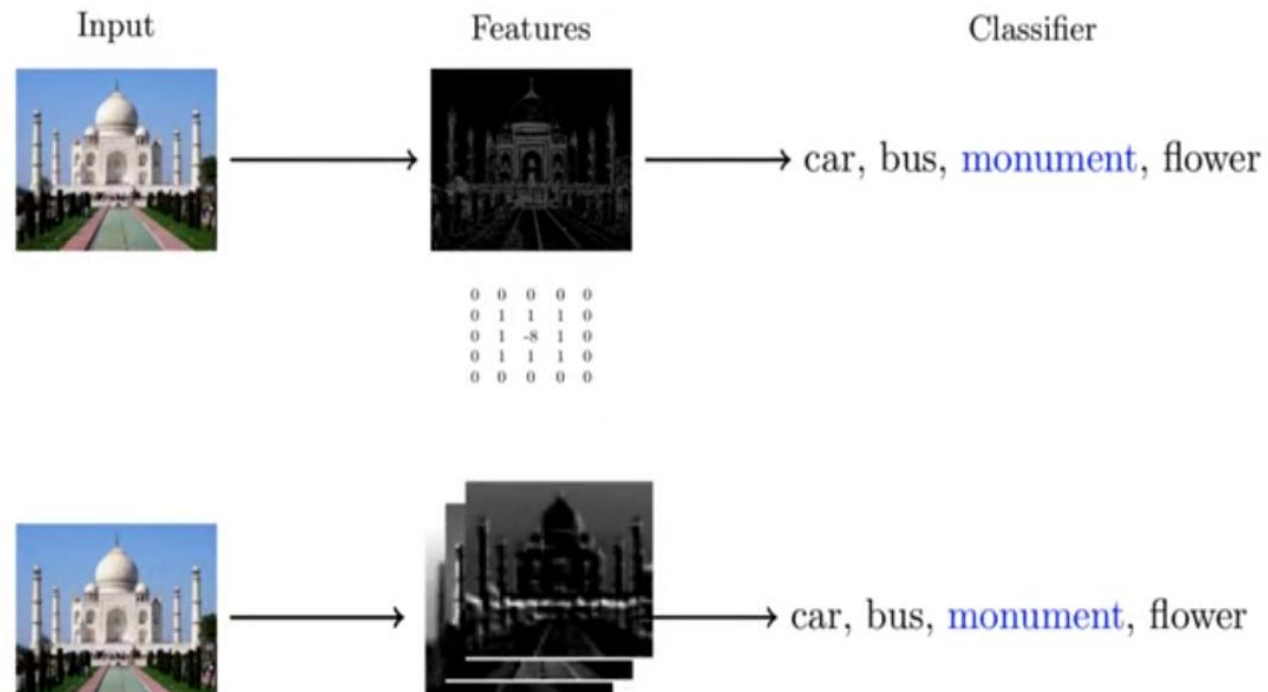 Input Features Classifier
car, bus, monument, flower
0 0 0 0 0
0 1 1 1 0
0 1 -8 1 0
0 1 1 1 0
0 0 0 0 0
car, bus, monument, flower